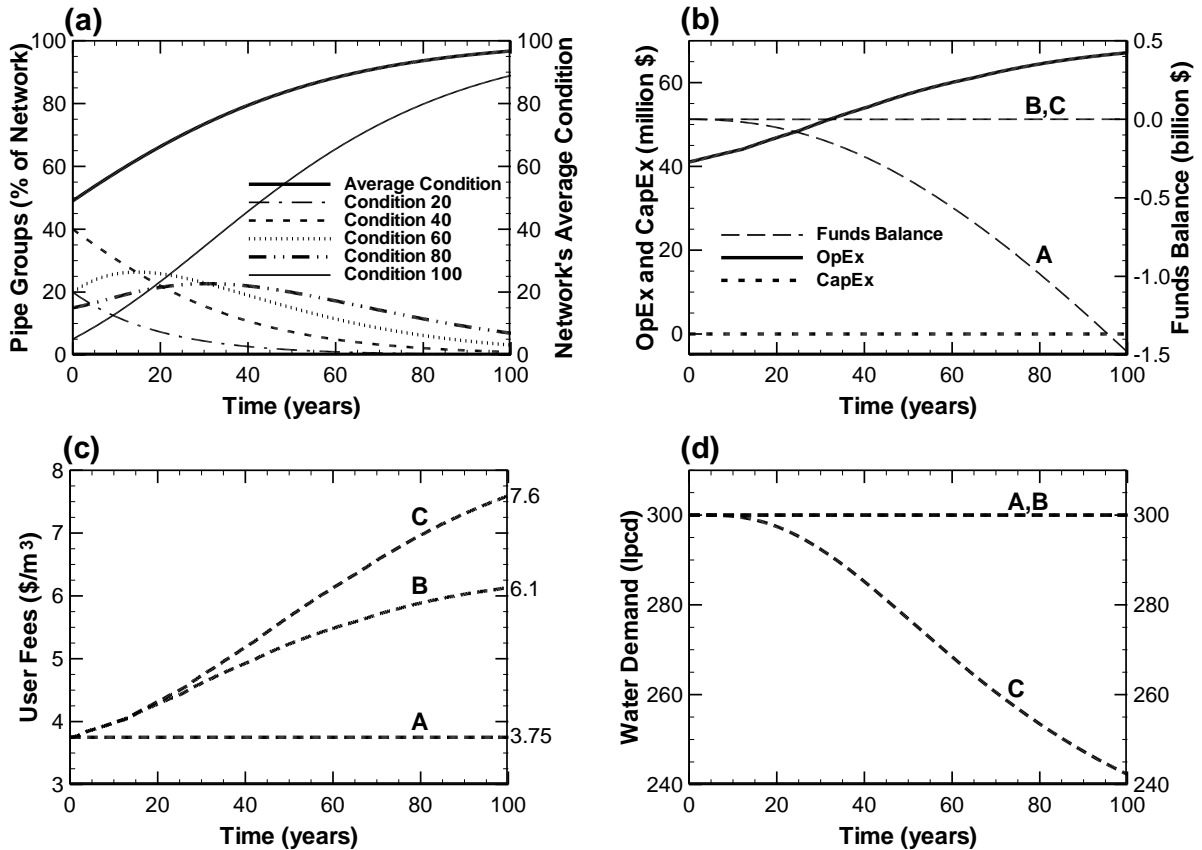 (a)
Pipe Groups (% of Network)
100
80
60
40
20
0
0
20
40
60
80
100
Time (years)
100
80
60
40
20
0
Network's Average Condition
Average Condition
Condition 20
Condition 40
Condition 60
Condition 80
Condition 100
(b)
OpEx and CapEx (million $)
60
40
20
0
0
20
40
60
80
100
Time (years)
0.5
0.0
-0.5
-1.0
-1.5
Funds Balance (billion $)
B,C
Funds Balance
OpEx
CapEx
A
(c)
User Fees ($/m3)
8
7
6
5
4
3
0
20
40
60
80
100
Time (years)
C
7.6
B
6.1
A
3.75
(d)
Water Demand (lpcd)
300
280
260
240
0
20
40
60
80
100
Time (years)
300
280
260
240
A,B
C